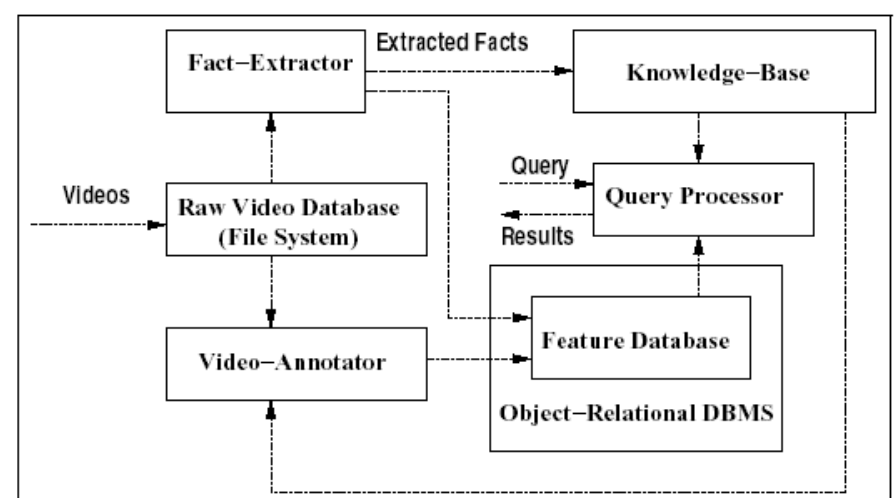 Fact–Extractor
Extracted Facts
Knowledge–Base
Videos
Raw Video Database
(File System)
Query
Query Processor
Results
Video–Annotator
Feature Database
Object–Relational DBMS